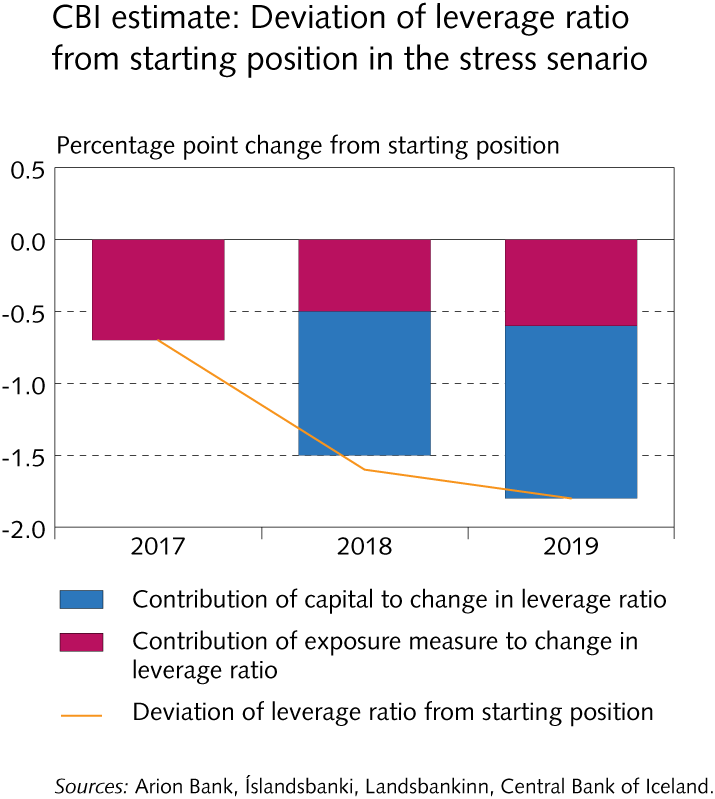 CBI estimate: Deviation of leverage ratio
from starting position in the stress senario
Percentage point change from starting position
0.5
0.0
-0.5
-1.0
-1.5
-2.0
2017 2018 2019
Contribution of capital to change in leverage ratio
Contribution of exposure measure to change in
leverage ratio
Deviation of leverage ratio from starting position
Sources: Arion Bank, Íslandsbanki, Landsbankinn, Central Bank of Iceland.